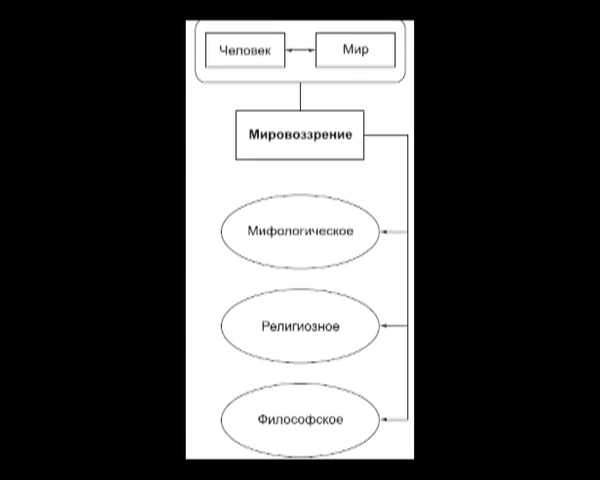 Человек Мир
Мировоззрение
Мифологическое
Религиозное
Философское